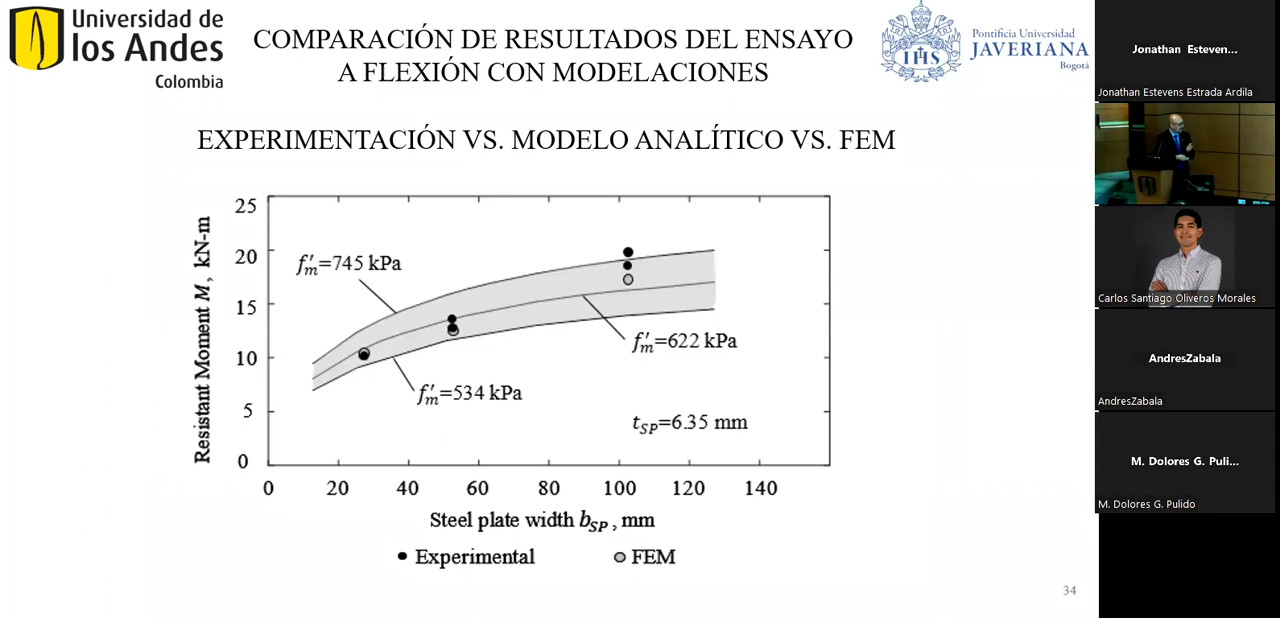 Universidad de
los Andes
Colombia
COMPARACIÓN DE RESULTADOS DEL ENSAYO
A FLEXIÓN CON MODELACIONES
IHS
Pontificia Universidad
JAVERIANA
Bogotá
EXPERIMENTACIÓN VS. MODELO ANALÍTICO VS. FEM
Resistant Moment M, kN-m
25
20
15
10
5
0
f′m=745 kPa
f′m=622 kPa
f′m=534 kPa
tSP=6.35 mm
0 20 40 60 80 100 120 140
Steel plate width bSP, mm
Experimental
FEM
34
Jonathan Esteven...
Jonathan Estevens Estrada Ardila
Carlos Santiago Oliveros Morales
AndresZabala
AndresZabala
M. Dolores G. Puli...
M. Dolores G. Pulido